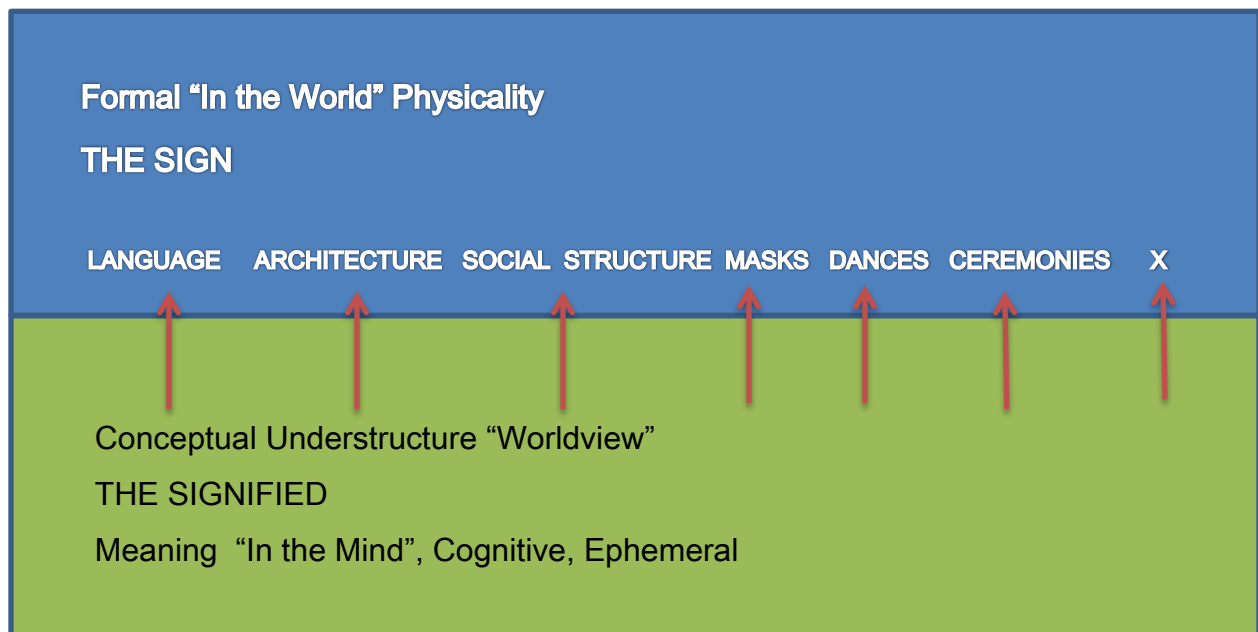 Formal “In the World” Physicality
THE SIGN
LANGUAGE ARCHITECTURE SOCIAL STRUCTURE MASKS DANCES CEREMONIES X
Conceptual Understructure “Worldview”
THE SIGNIFIED
Meaning “In the Mind”, Cognitive, Ephemeral